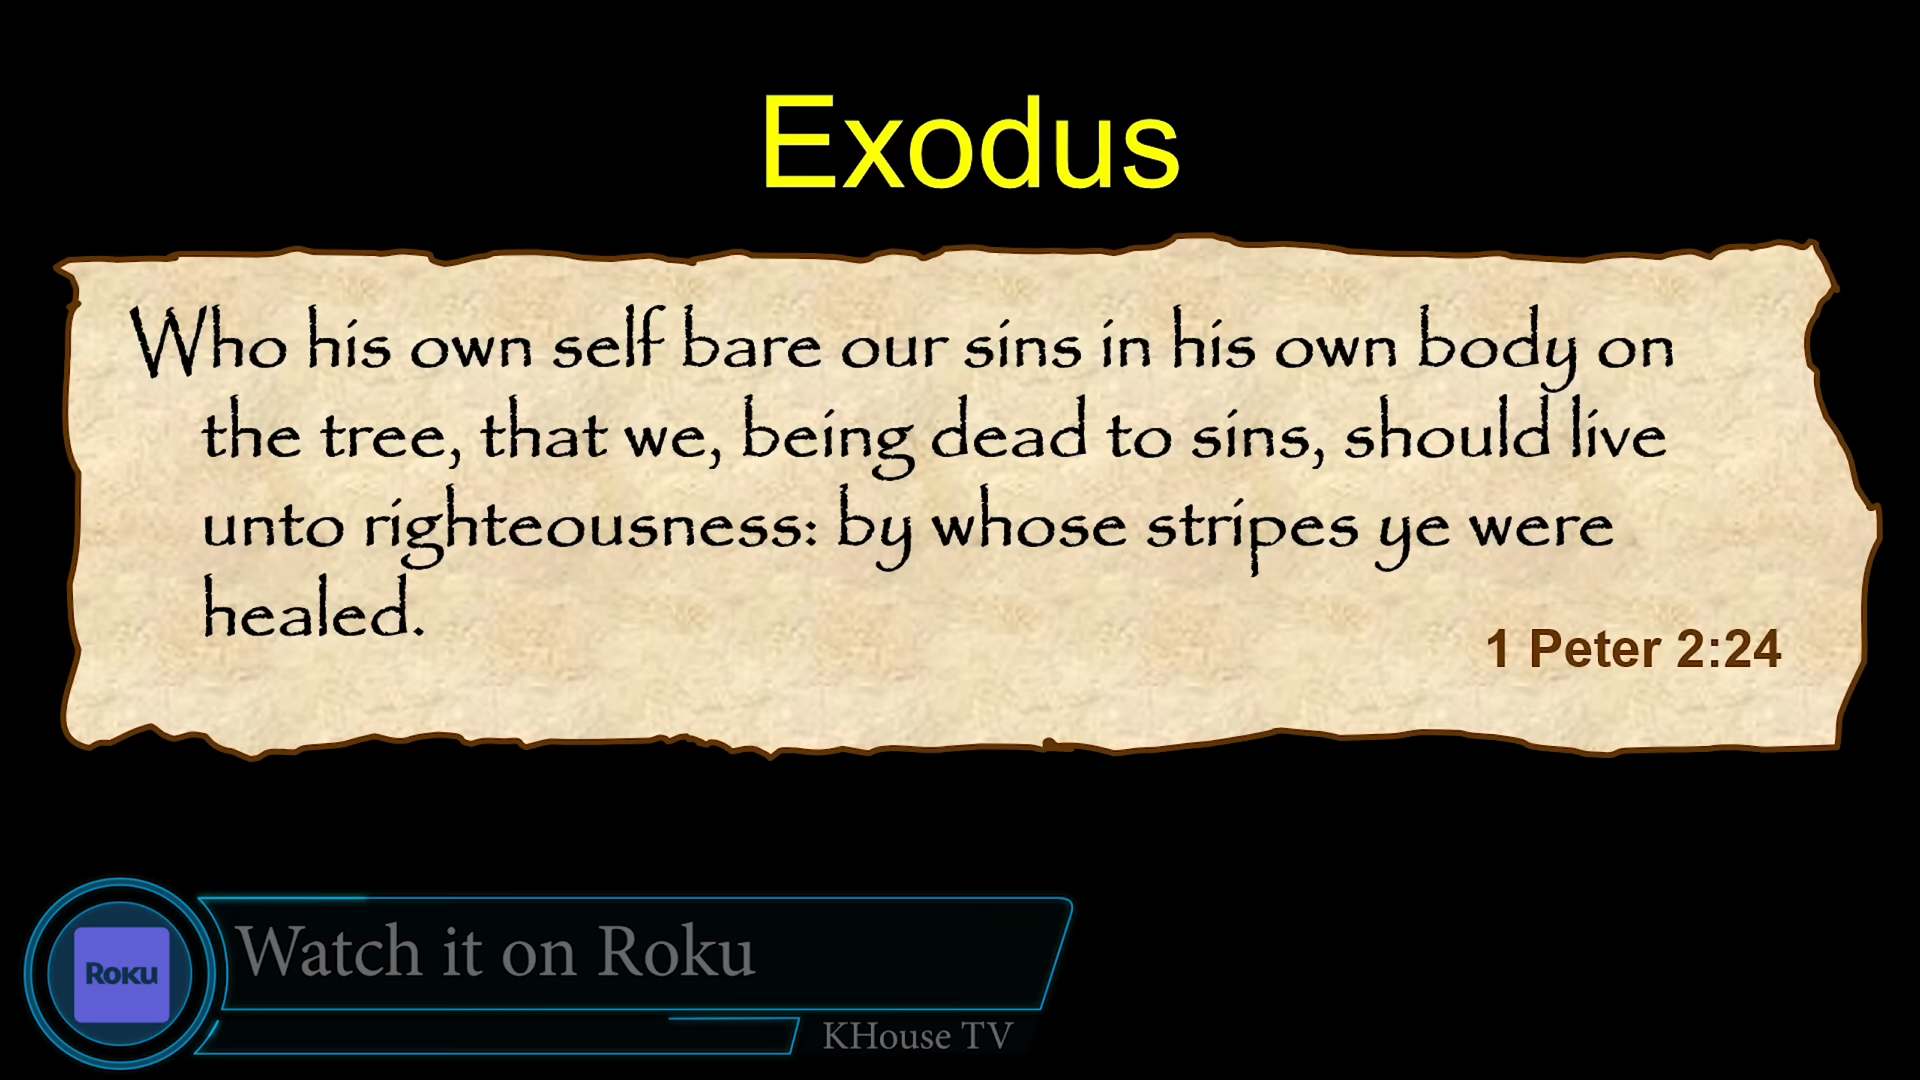 Exodus
Who his own self bare our sins in his own body on
the tree, that we, being dead to sins, should live
unto righteousness: by whose stripes ye were
healed.
1 Peter 2:24
Roku
Watch it on Roku
KHouse TV